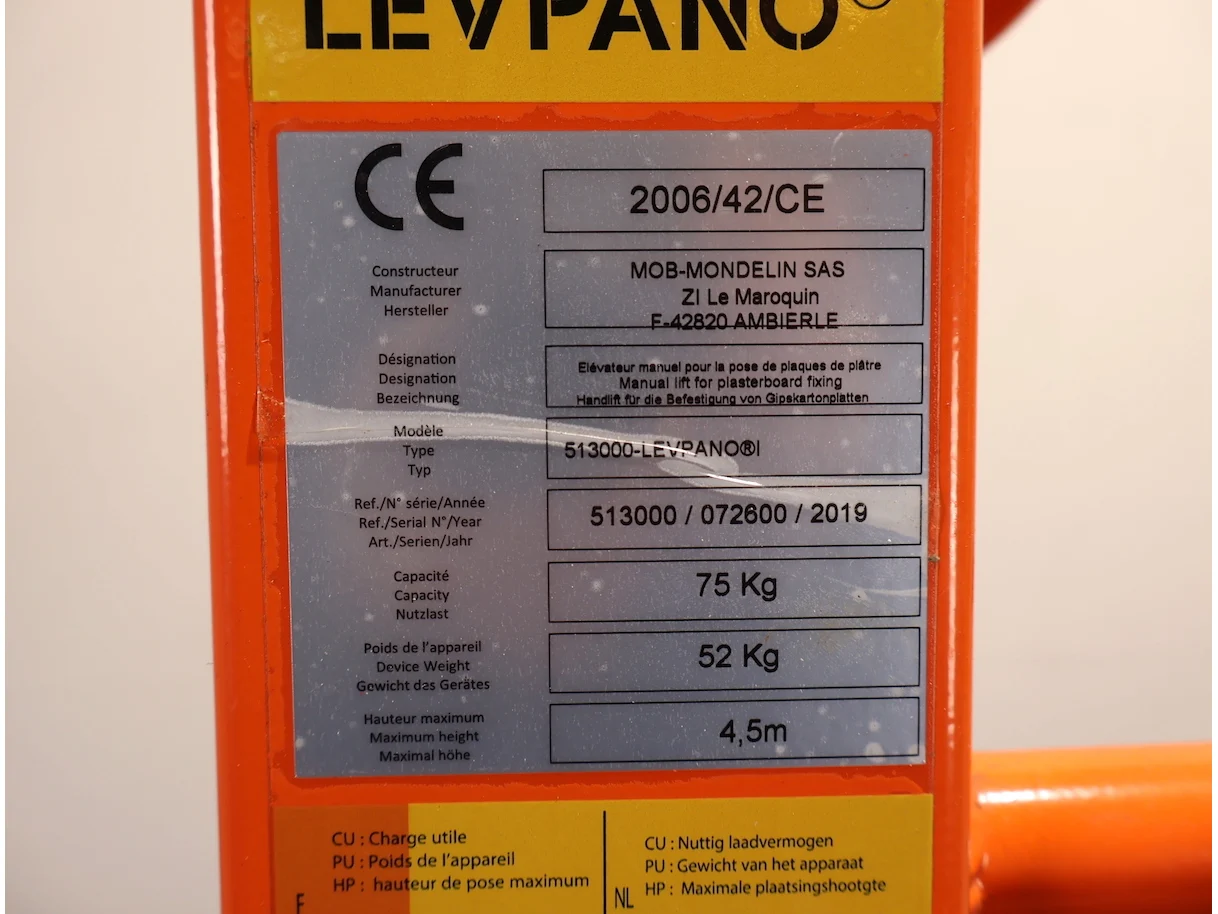 LEVPANO®
CE
2006/42/CE
Constructeur
Manufacturer
Hersteller
MOB-MONDELIN SAS
ZI Le Maroquin
F-42820 AMBIERLE
Désignation
Designation
Bezeichnung
Elévateur manuel pour la pose de plaques de plâtre
Manual lift for plasterboard fixing
Handlift für die Befestigung von Gipskartonplatten
Modèle
Type
Typ
513000-LEVPANO®I
Ref./N° série/Année
Ref./Serial N°/Year
Art./Serien/Jahr
513000 / 072600 / 2019
Capacité
Capacity
Nutzlast
75 Kg
Poids de l'appareil
Device Weight
Gewicht das Gerätes
52 Kg
Hauteur maximum
Maximum height
Maximal höhe
4,5m
CU : Charge utile
PU : Poids de l'appareil
HP : hauteur de pose maximum
F
CU : Nuttig laadvermogen
PU : Gewicht van het apparaat
HP : Maximale plaatsingshootgte
NL